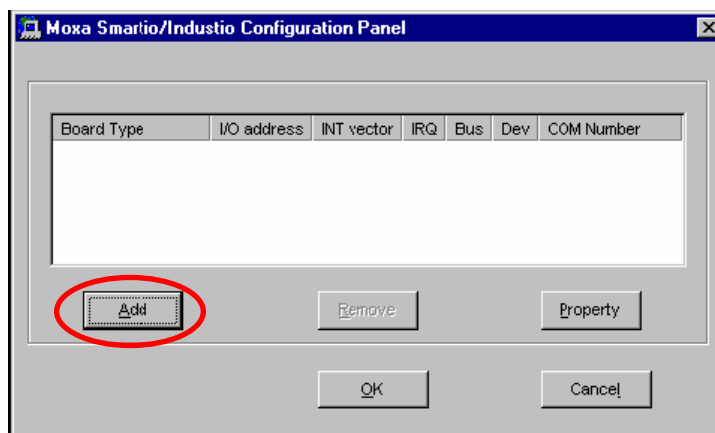 Moxa Smartio/Industio Configuration Panel
Board Type I/O address INT vector IRQ Bus Dev COM Number
Add Remove Property
OK Cancel